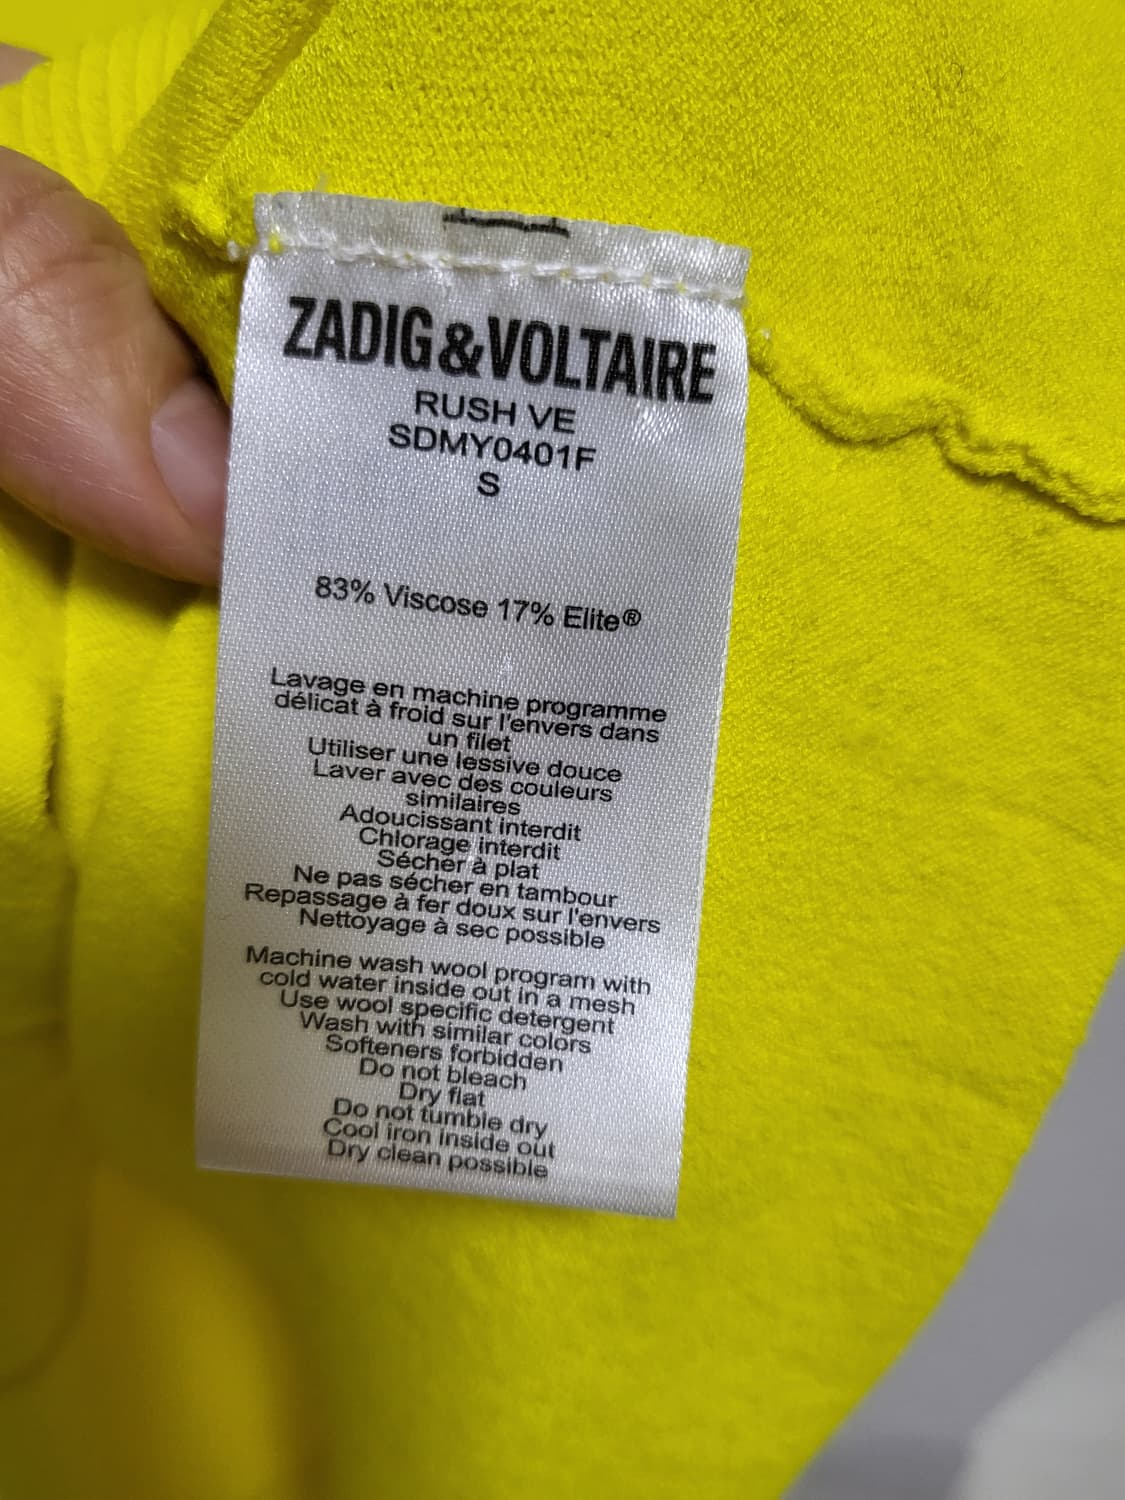 ZADIG&VOLTAIRE
RUSH VE
SDMY0401F
S
83% Viscose 17% Elite®
Lavage en machine programme
délicat à froid sur l'envers dans
un filet
Utiliser une lessive douce
Laver avec des couleurs
similaires
Adoucissant interdit
Chlorage interdit
Sécher à plat
Ne pas sécher en tambour
Repassage à fer doux sur l'envers
Nettoyage à sec possible
Machine wash wool program with
cold water inside out in a mesh
Use wool specific detergent
Wash with similar colors
Softeners forbidden
Do not bleach
Dry flat
Do not tumble dry
Cool iron inside out
Dry clean possible